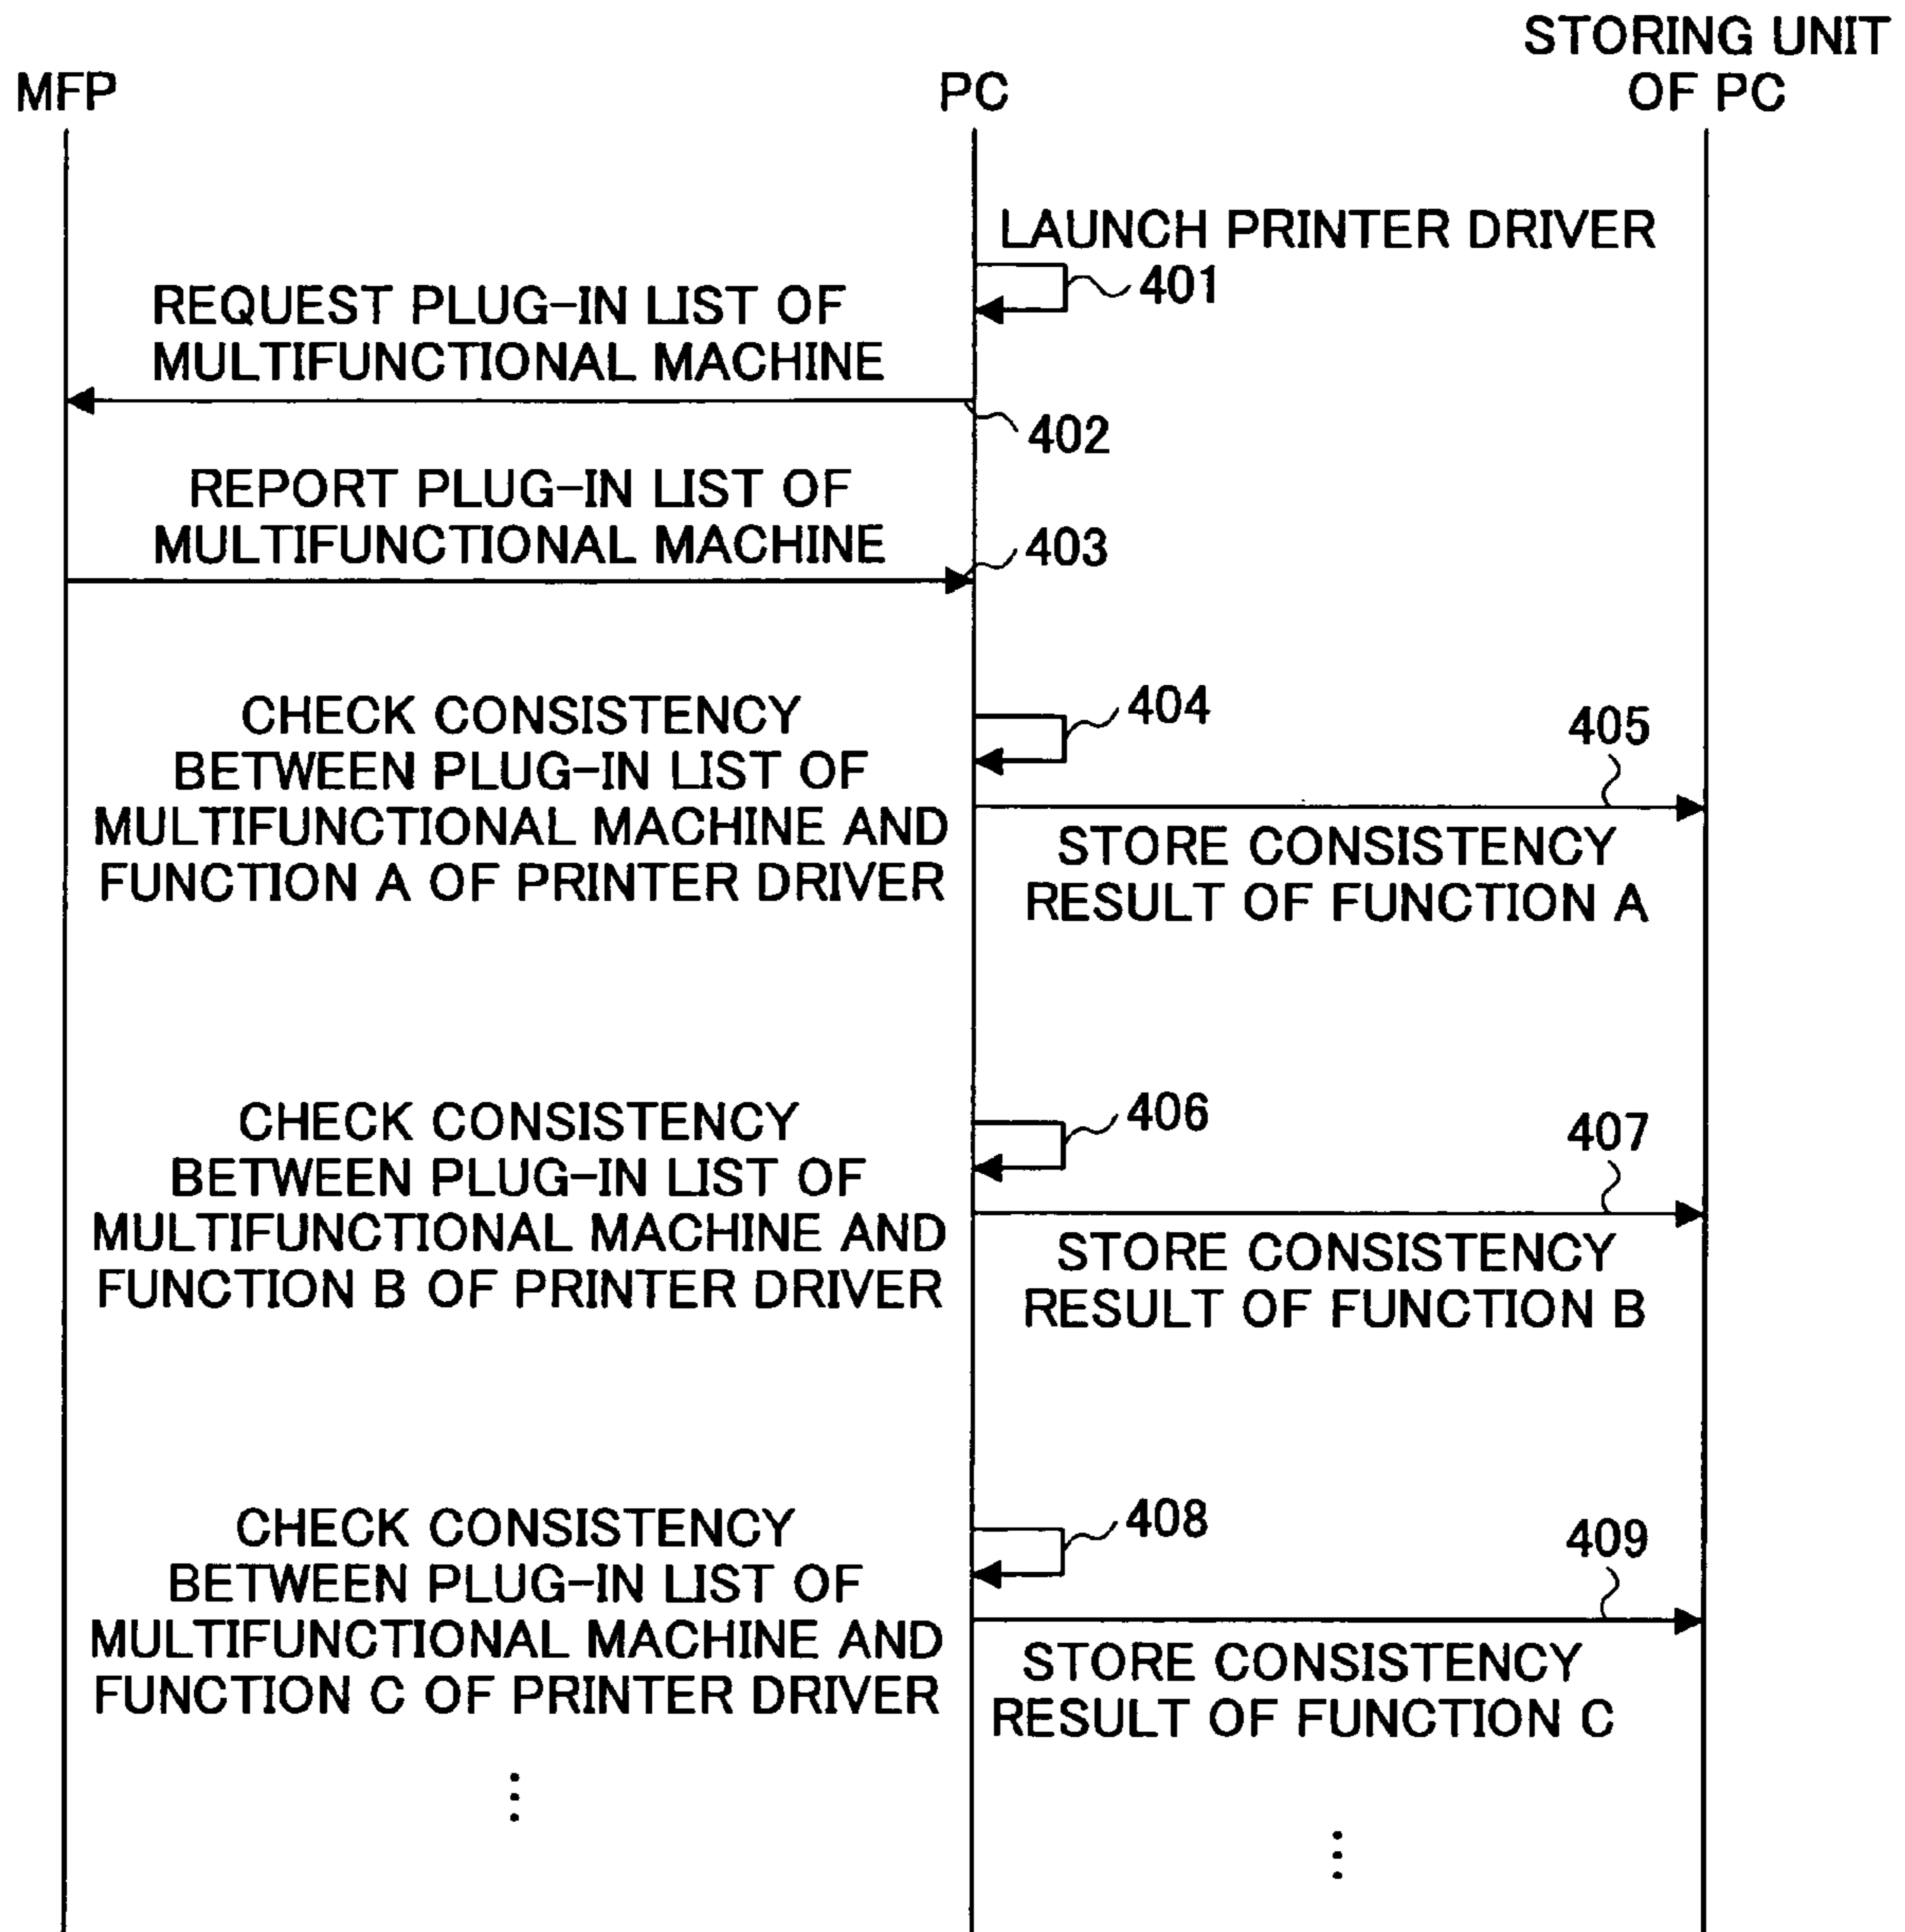 STORING UNIT
OF PC
MFP
PC
LAUNCH PRINTER DRIVER
401
REQUEST PLUG-IN LIST OF
MULTIFUNCTIONAL MACHINE
402
REPORT PLUG-IN LIST OF
MULTIFUNCTIONAL MACHINE
403
CHECK CONSISTENCY
BETWEEN PLUG-IN LIST OF
MULTIFUNCTIONAL MACHINE AND
FUNCTION A OF PRINTER DRIVER
404
405
STORE CONSISTENCY
RESULT OF FUNCTION A
CHECK CONSISTENCY
BETWEEN PLUG-IN LIST OF
MULTIFUNCTIONAL MACHINE AND
FUNCTION B OF PRINTER DRIVER
406
407
STORE CONSISTENCY
RESULT OF FUNCTION B
CHECK CONSISTENCY
BETWEEN PLUG-IN LIST OF
MULTIFUNCTIONAL MACHINE AND
FUNCTION C OF PRINTER DRIVER
408
409
STORE CONSISTENCY
RESULT OF FUNCTION C